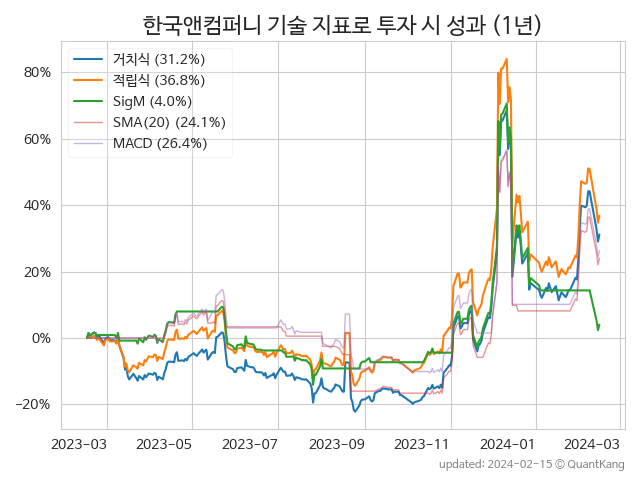 한국앤컴퍼니 기술 지표로 투자 시 성과 (1년)
거치식 (31.2%)
적립식 (36.8%)
SigM (4.0%)
SMA(20) (24.1%)
MACD (26.4%)
80%
60%
40%
20%
0%
−20%
2023-03 2023-05 2023-07 2023-09 2023-11 2024-01 2024-03
updated: 2024-02-15 © QuantKang